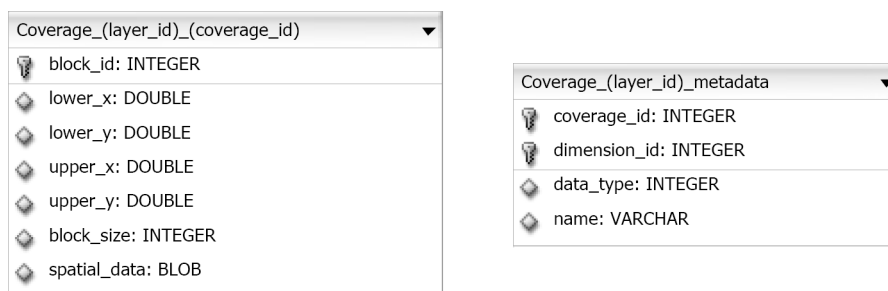 Coverage_(layer_id)_(coverage_id)
block_id: INTEGER
lower_x: DOUBLE
lower_y: DOUBLE
upper_x: DOUBLE
upper_y: DOUBLE
block_size: INTEGER
spatial_data: BLOB
Coverage_(layer_id)_metadata
coverage_id: INTEGER
dimension_id: INTEGER
data_type: INTEGER
name: VARCHAR